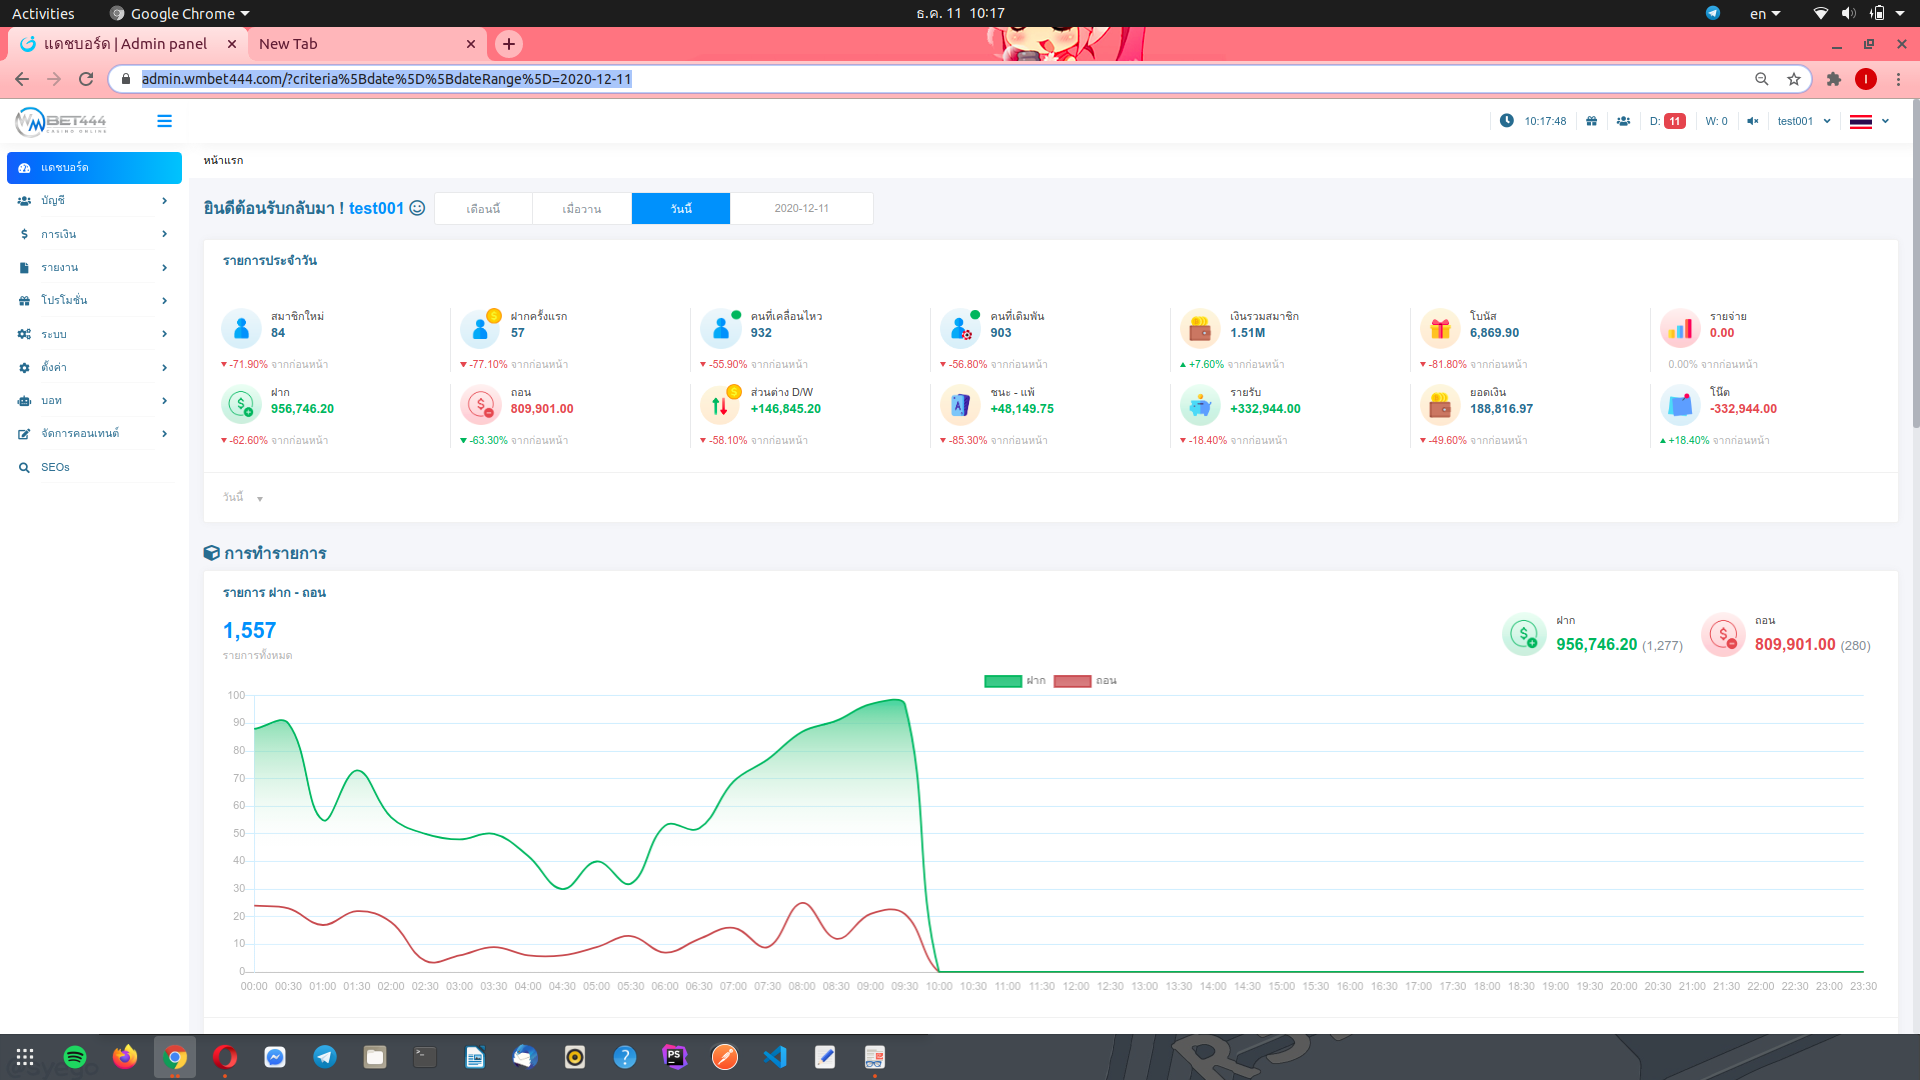 Activities
Google Chrome
ธ.ค. 11 10:17
en
แดชบอร์ด | Admin panel
New Tab
admin.wmbet444.com/?criteria%5Bdate%5D%5BdateRange%5D=2020-12-11
I
WMBET444
CASINO ONLINE
10:17:48
D: 11
W: 0
test001
แดชบอร์ด
บัญชี
การเงิน
รายงาน
โปรโมชั่น
ระบบ
ตั้งค่า
บอท
จัดการคอนเทนต์
SEOs
หน้าแรก
ยินดีต้อนรับกลับมา ! test001
เดือนนี้
เมื่อวาน
วันนี้
2020-12-11
รายการประจำวัน
สมาชิกใหม่
84
-71.90% จากก่อนหน้า
ฝากครั้งแรก
57
-77.10% จากก่อนหน้า
คนที่เคลื่อนไหว
932
-55.90% จากก่อนหน้า
คนที่เดิมพัน
903
-56.80% จากก่อนหน้า
เงินรวมสมาชิก
1.51M
+7.60% จากก่อนหน้า
โบนัส
6,869.90
-81.80% จากก่อนหน้า
รายจ่าย
0.00
0.00% จากก่อนหน้า
ฝาก
956,746.20
-62.60% จากก่อนหน้า
ถอน
809,901.00
-63.30% จากก่อนหน้า
ส่วนต่าง D/W
+146,845.20
-58.10% จากก่อนหน้า
ชนะ - แพ้
+48,149.75
-85.30% จากก่อนหน้า
รายรับ
+332,944.00
-18.40% จากก่อนหน้า
ยอดเงิน
188,816.97
-49.60% จากก่อนหน้า
โน๊ต
-332,944.00
+18.40% จากก่อนหน้า
วันนี้
การทำรายการ
รายการ ฝาก - ถอน
1,557
รายการทั้งหมด
ฝาก
956,746.20 (1,277)
ถอน
809,901.00 (280)
ฝาก ถอน
100
90
80
70
60
50
40
30
20
10
0
00:00 00:30 01:00 01:30 02:00 02:30 03:00 03:30 04:00 04:30 05:00 05:30 06:00 06:30 07:00 07:30 08:00 08:30 09:00 09:30 10:00 10:30 11:00 11:30 12:00 12:30 13:00 13:30 14:00 14:30 15:00 15:30 16:00 16:30 17:00 17:30 18:00 18:30 19:00 19:30 20:00 20:30 21:00 21:30 22:00 22:30 23:00 23:30
PS